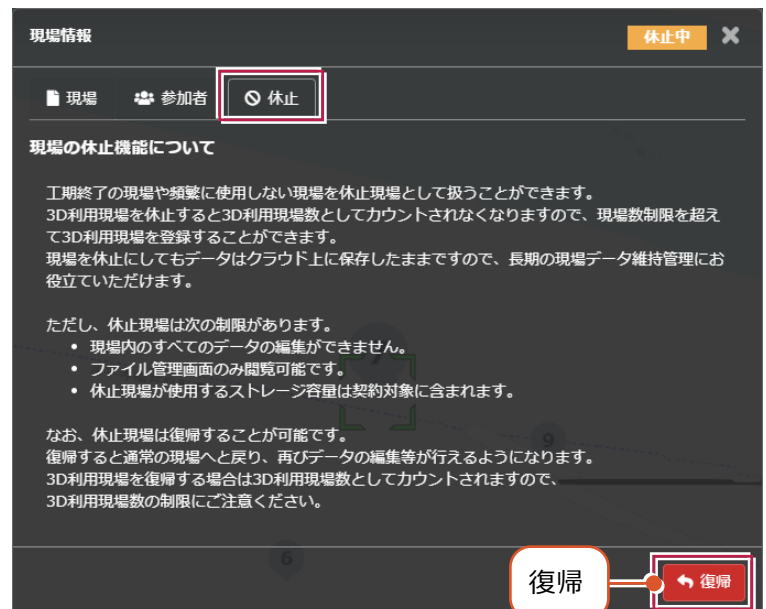 現場情報
休止中
現場
参加者
休止
現場の休止機能について
工期終了の現場や頻繁に使用しない現場を休止現場として扱うことができます。
3D利用現場を休止すると3D利用現場数としてカウントされなくなりますので、現場数制限を超え
て3D利用現場を登録することができます。
現場を休止にしてもデータはクラウド上に保存したままですので、長期の現場データ維持管理にお
役立ていただけます。
ただし、休止現場は次の制限があります。
• 現場内のすべてのデータの編集ができません。
• ファイル管理画面のみ閲覧可能です。
• 休止現場が使用するストレージ容量は契約対象に含まれます。
なお、休止現場は復帰することが可能です。
復帰すると通常の現場へと戻り、再びデータの編集等が行えるようになります。
3D利用現場を復帰する場合は3D利用現場数としてカウントされますので、
3D利用現場数の制限にご注意ください。
7
9
6
復帰
復帰